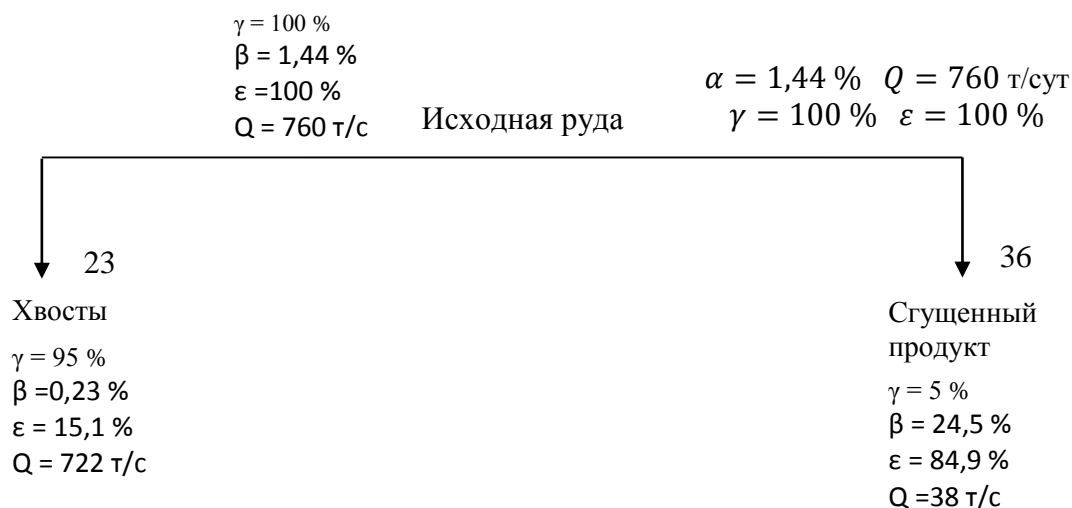 γ = 100 %
β = 1,44 %
ε =100 %
Q = 760 т/с
Исходная руда
𝛼 = 1,44 % 𝑄 = 760 т/сут
𝛾 = 100 % 𝜀 = 100 %
23
Хвосты
γ = 95 %
β =0,23 %
ε = 15,1 %
Q = 722 т/с
36
Сгущенный
продукт
γ = 5 %
β = 24,5 %
ε = 84,9 %
Q =38 т/с